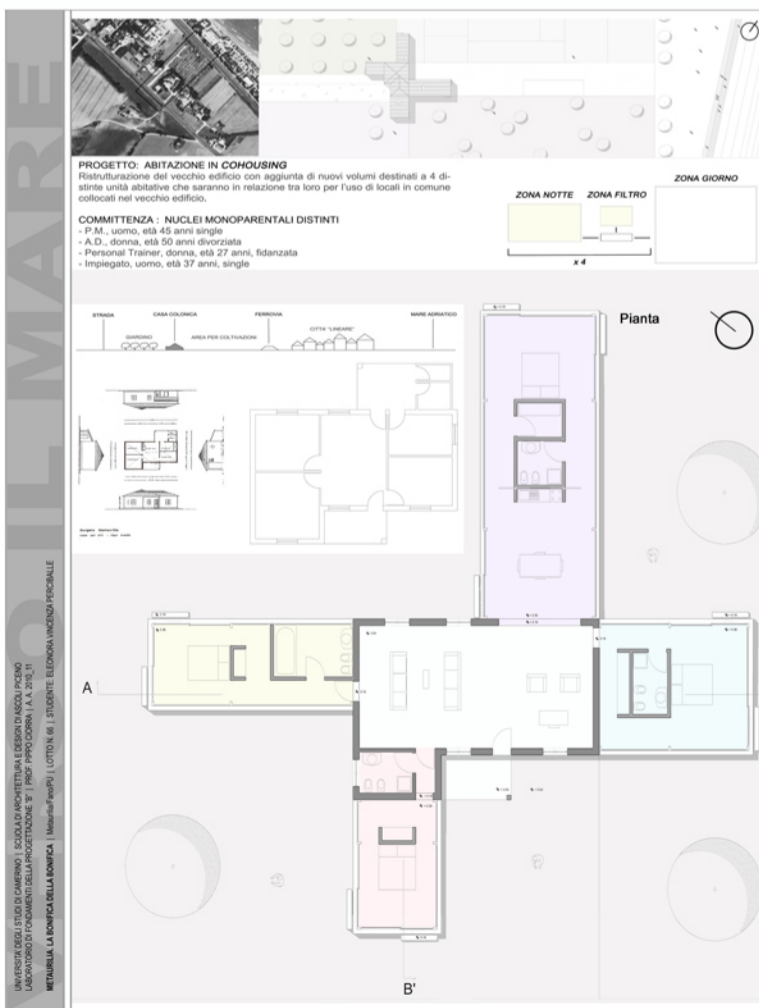 VERSO IL MARE
UNIVERSITA' DEGLI STUDI DI CAMERINO | SCUOLA DI ARCHITETTURA E DESIGN DI ASCOLI PICENO
LABORATORIO DI FONDAMENTI DELLA PROGETTAZIONE "B" | PROF. PIPPO CIORRA | A. A. 2010_11
METAURILIA. LA BONIFICA DELLA BONIFICA | Metaurilia/Fano/PU | LOTTO N. 66 | STUDENTE: ELEONORA VINCENZA PERCIBALLE
PROGETTO: ABITAZIONE IN COHOUSING
Ristrutturazione del vecchio edificio con aggiunta di nuovi volumi destinati a 4 di-
stinte unità abitative che saranno in relazione tra loro per l'uso di locali in comune
collocati nel vecchio edificio.
COMMITTENZA : NUCLEI MONOPARENTALI DISTINTI
- P.M., uomo, età 45 anni single
- A.D., donna, età 50 anni divorziata
- Personal Trainer, donna, età 27 anni, fidanzata
- Impiegato, uomo, età 37 anni, single
ZONA NOTTE ZONA FILTRO ZONA GIORNO
x 4
STRADA CASA COLONICA FERROVIA MARE ADRIATICO
GIARDINO AREA PER COLTIVAZIONI CITTA' "LINEARE"
Pianta
A
B'